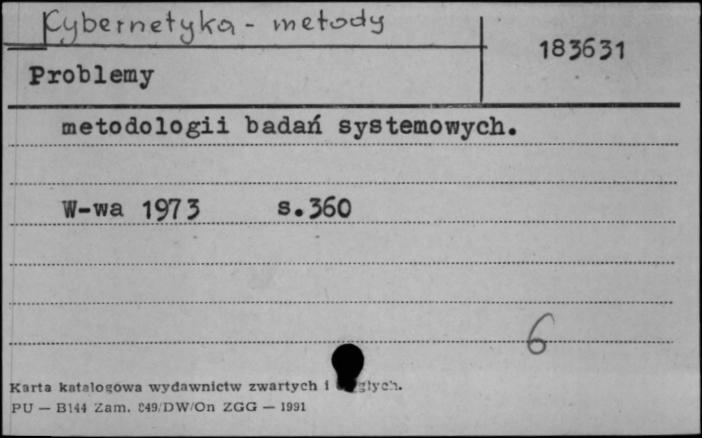 Cybernetyka - metody
183631
Problemy
metodologii badań systemowych.
W-wa 1973 s.360
6
Karta katalogowa wydawnictw zwartych i
PU — B144 Zam. 849/DW/On ZGG — 1991